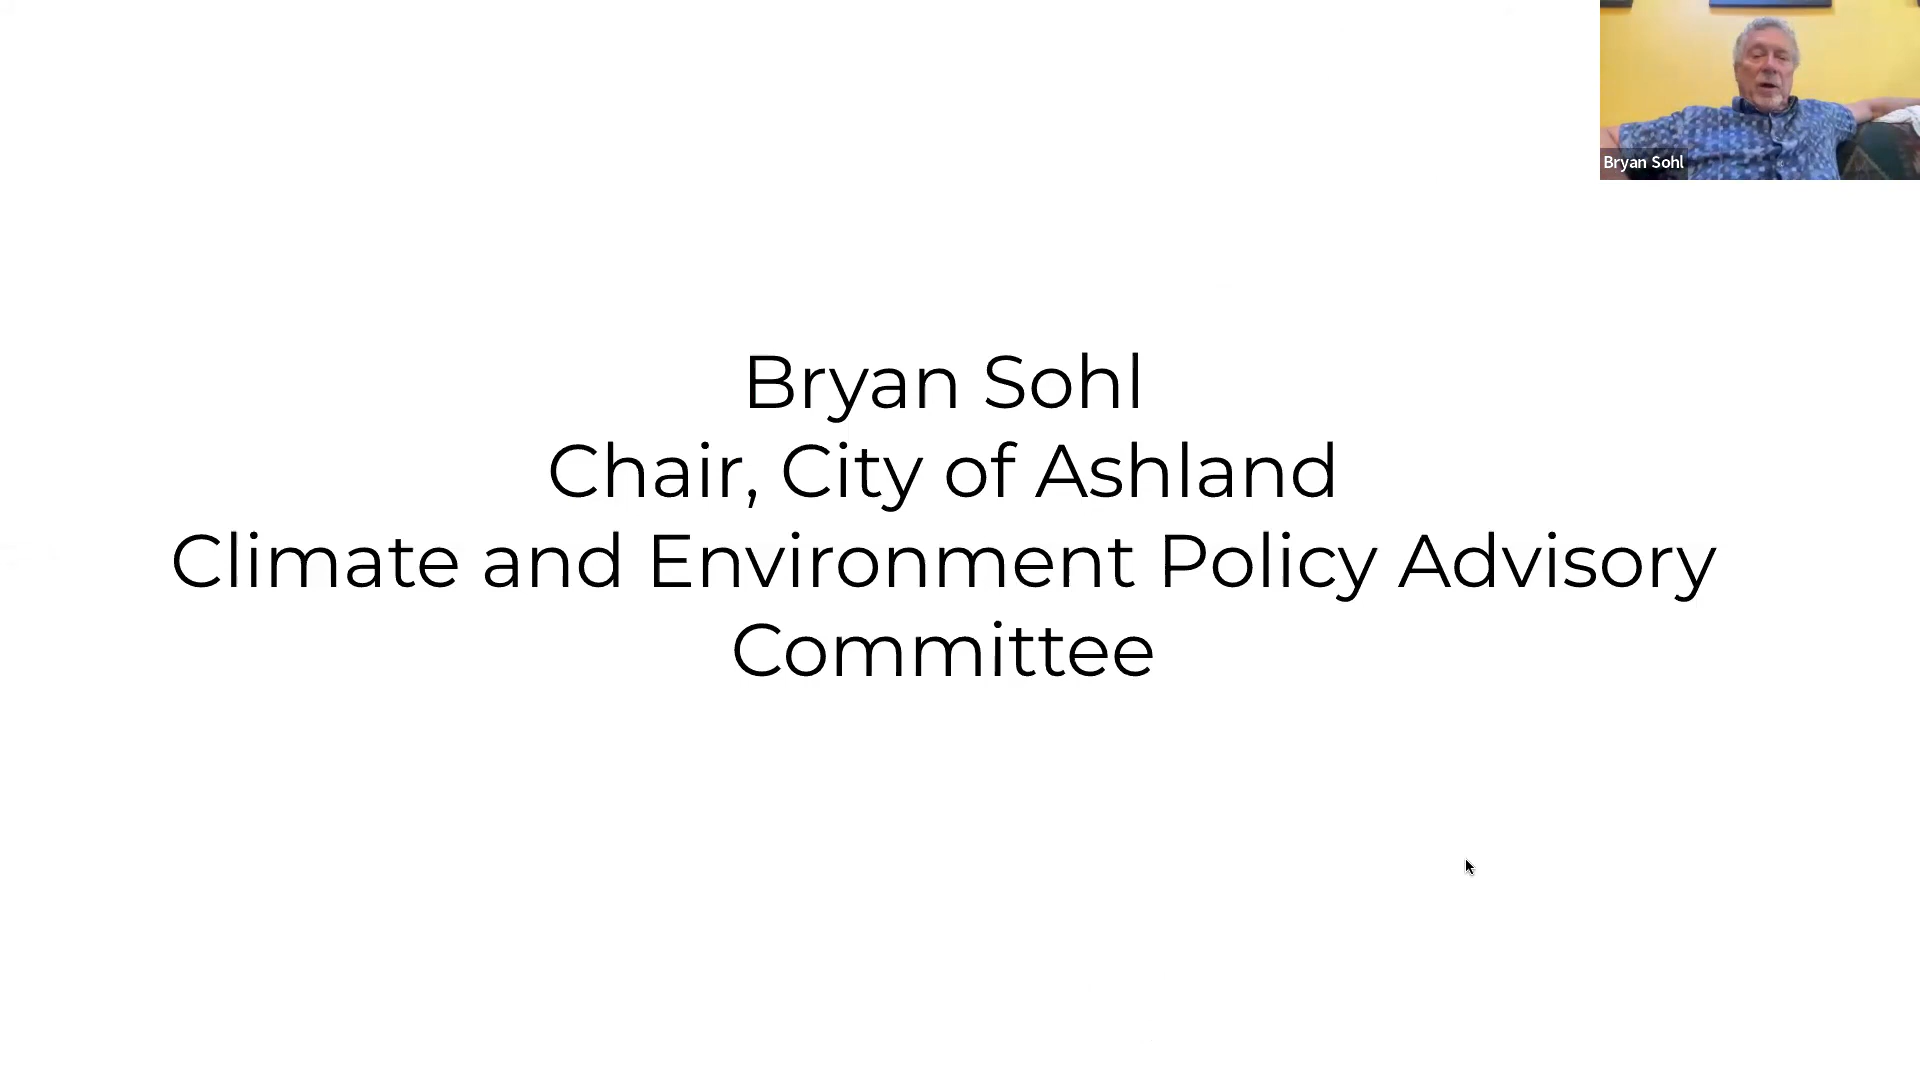 Bryan Sohl
Bryan Sohl
Chair, City of Ashland
Climate and Environment Policy Advisory
Committee